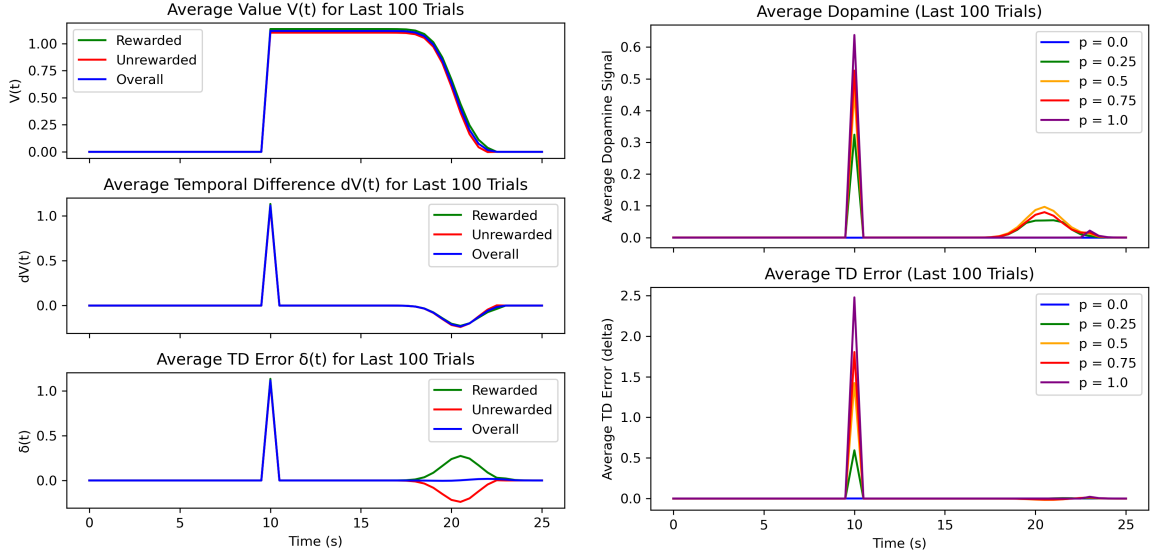 Average Value V(t) for Last 100 Trials
V(t)
1.00
0.75
0.50
0.25
0.00
Rewarded
Unrewarded
Overall
Average Temporal Difference dV(t) for Last 100 Trials
dV(t)
1.0
0.5
0.0
Rewarded
Unrewarded
Overall
Average TD Error δ(t) for Last 100 Trials
δ(t)
1.0
0.5
0.0
Rewarded
Unrewarded
Overall
0 5 10 15 20 25
Time (s)
Average Dopamine (Last 100 Trials)
Average Dopamine Signal
0.6
0.5
0.4
0.3
0.2
0.1
0.0
p = 0.0
p = 0.25
p = 0.5
p = 0.75
p = 1.0
Average TD Error (Last 100 Trials)
Average TD Error (delta)
2.5
2.0
1.5
1.0
0.5
0.0
p = 0.0
p = 0.25
p = 0.5
p = 0.75
p = 1.0
0 5 10 15 20 25
Time (s)